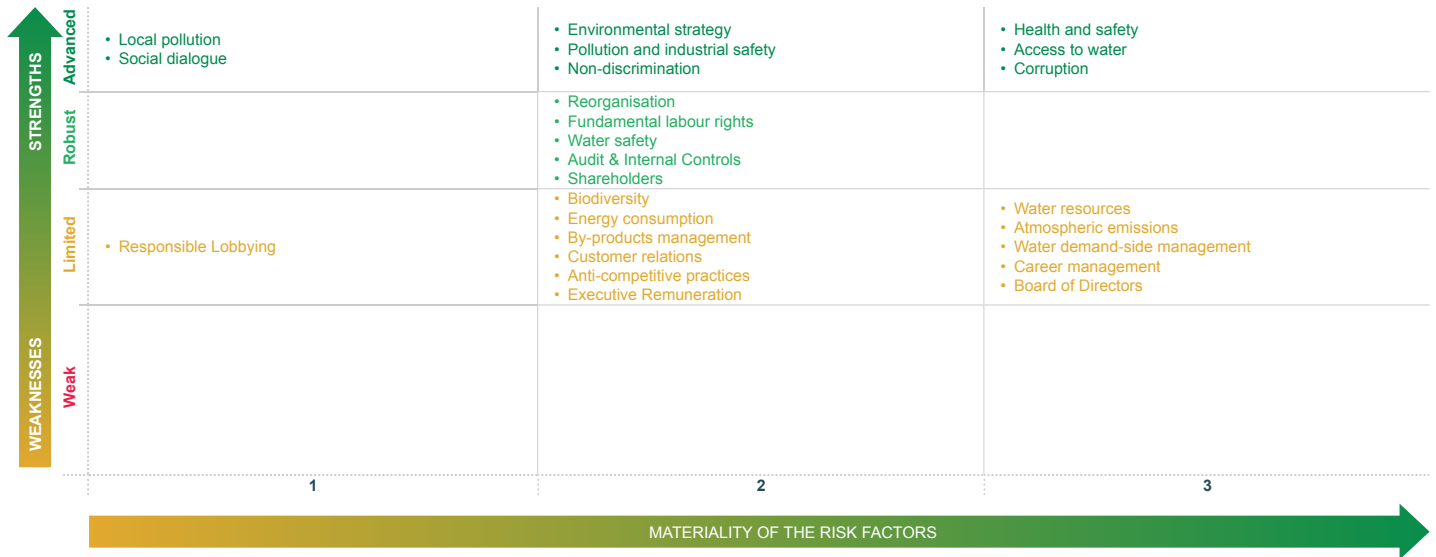 STRENGTHS
WEAKNESSES
Advanced
• Local pollution
• Social dialogue
• Environmental strategy
• Pollution and industrial safety
• Non-discrimination
• Health and safety
• Access to water
• Corruption
Robust
• Reorganisation
• Fundamental labour rights
• Water safety
• Audit & Internal Controls
• Shareholders
Limited
• Responsible Lobbying
• Biodiversity
• Energy consumption
• By-products management
• Customer relations
• Anti-competitive practices
• Executive Remuneration
• Water resources
• Atmospheric emissions
• Water demand-side management
• Career management
• Board of Directors
Weak
1
2
3
MATERIALITY OF THE RISK FACTORS